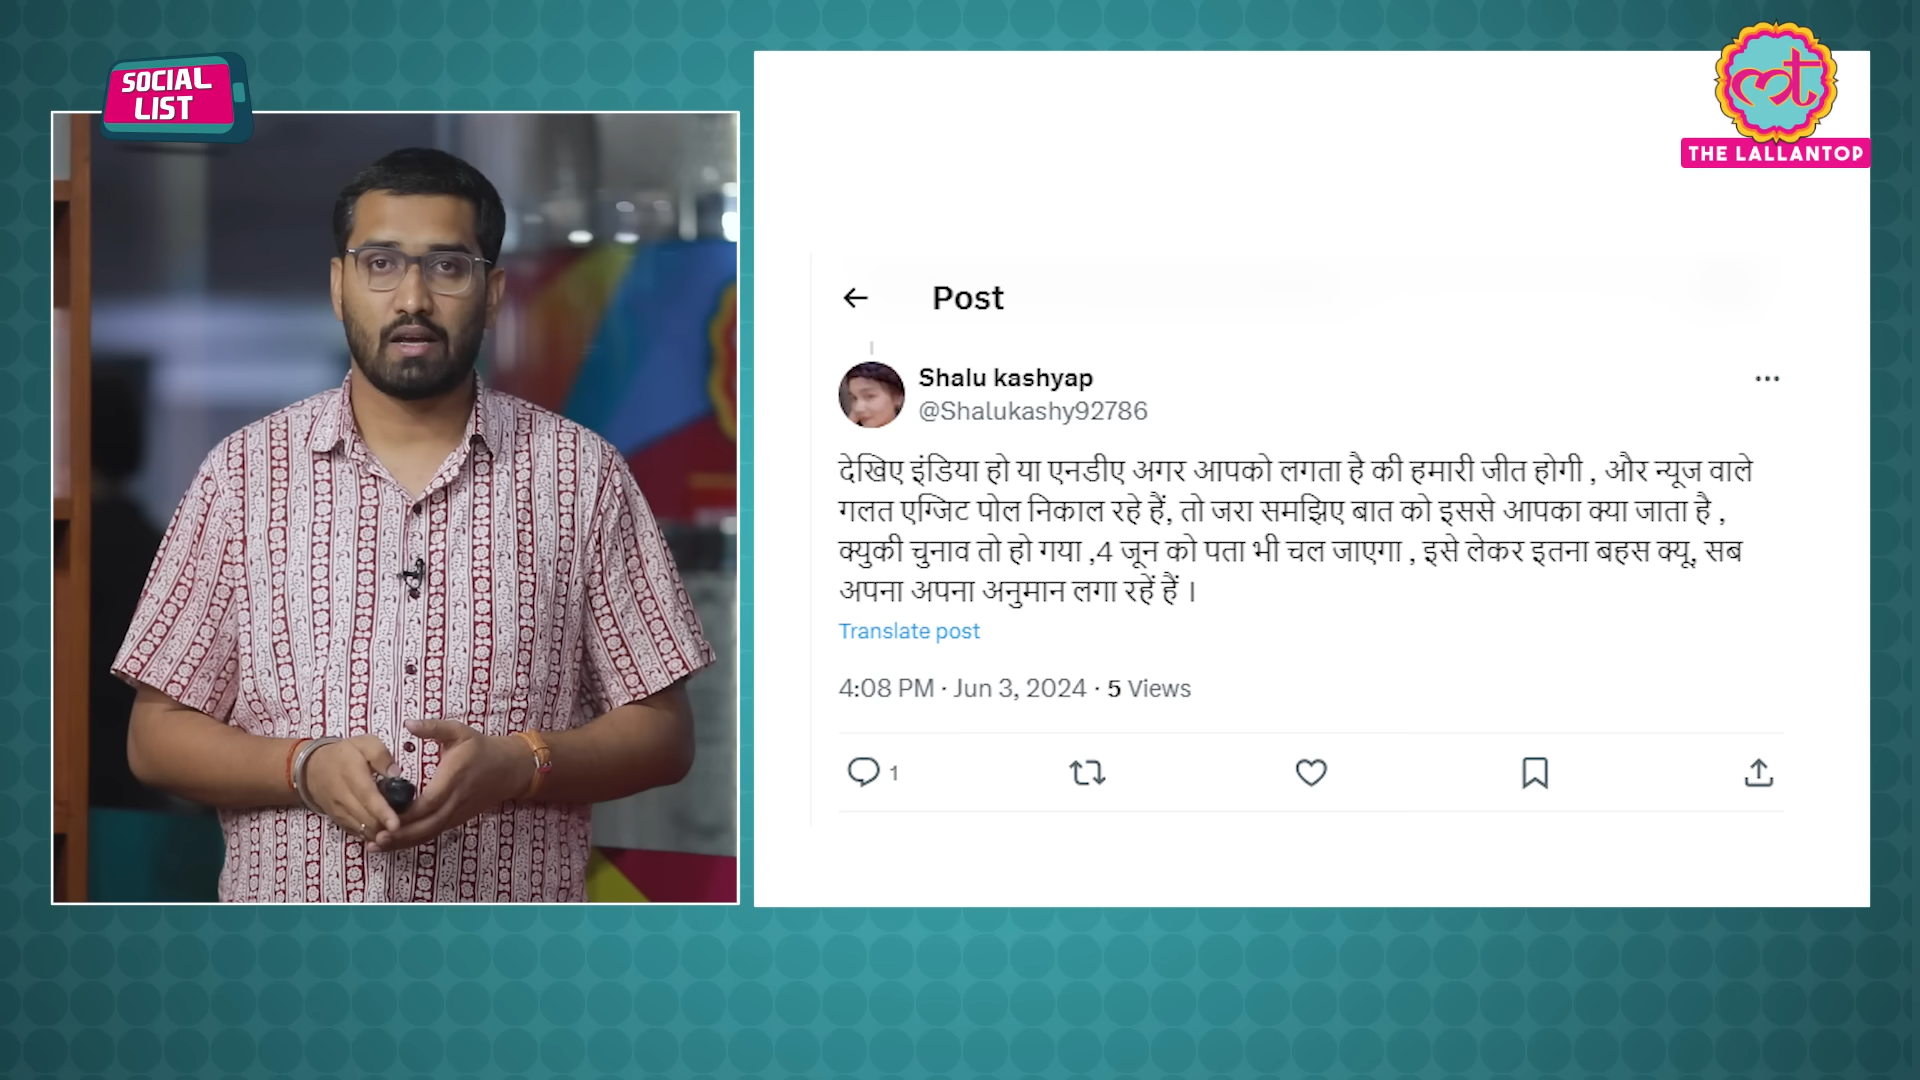 SOCIAL
LIST
THE LALLANTOP
Post
Shalu kashyap
@Shalukashy92786
देखिए इंडिया हो या एनडीए अगर आपको लगता है की हमारी जीत होगी , और न्यूज वाले
गलत एग्जिट पोल निकाल रहे हैं, तो जरा समझिए बात को इससे आपका क्या जाता है ,
क्युकी चुनाव तो हो गया ,4 जून को पता भी चल जाएगा , इसे लेकर इतना बहस क्यू, सब
अपना अपना अनुमान लगा रहें हैं ।
Translate post
4:08 PM · Jun 3, 2024 · 5 Views
1